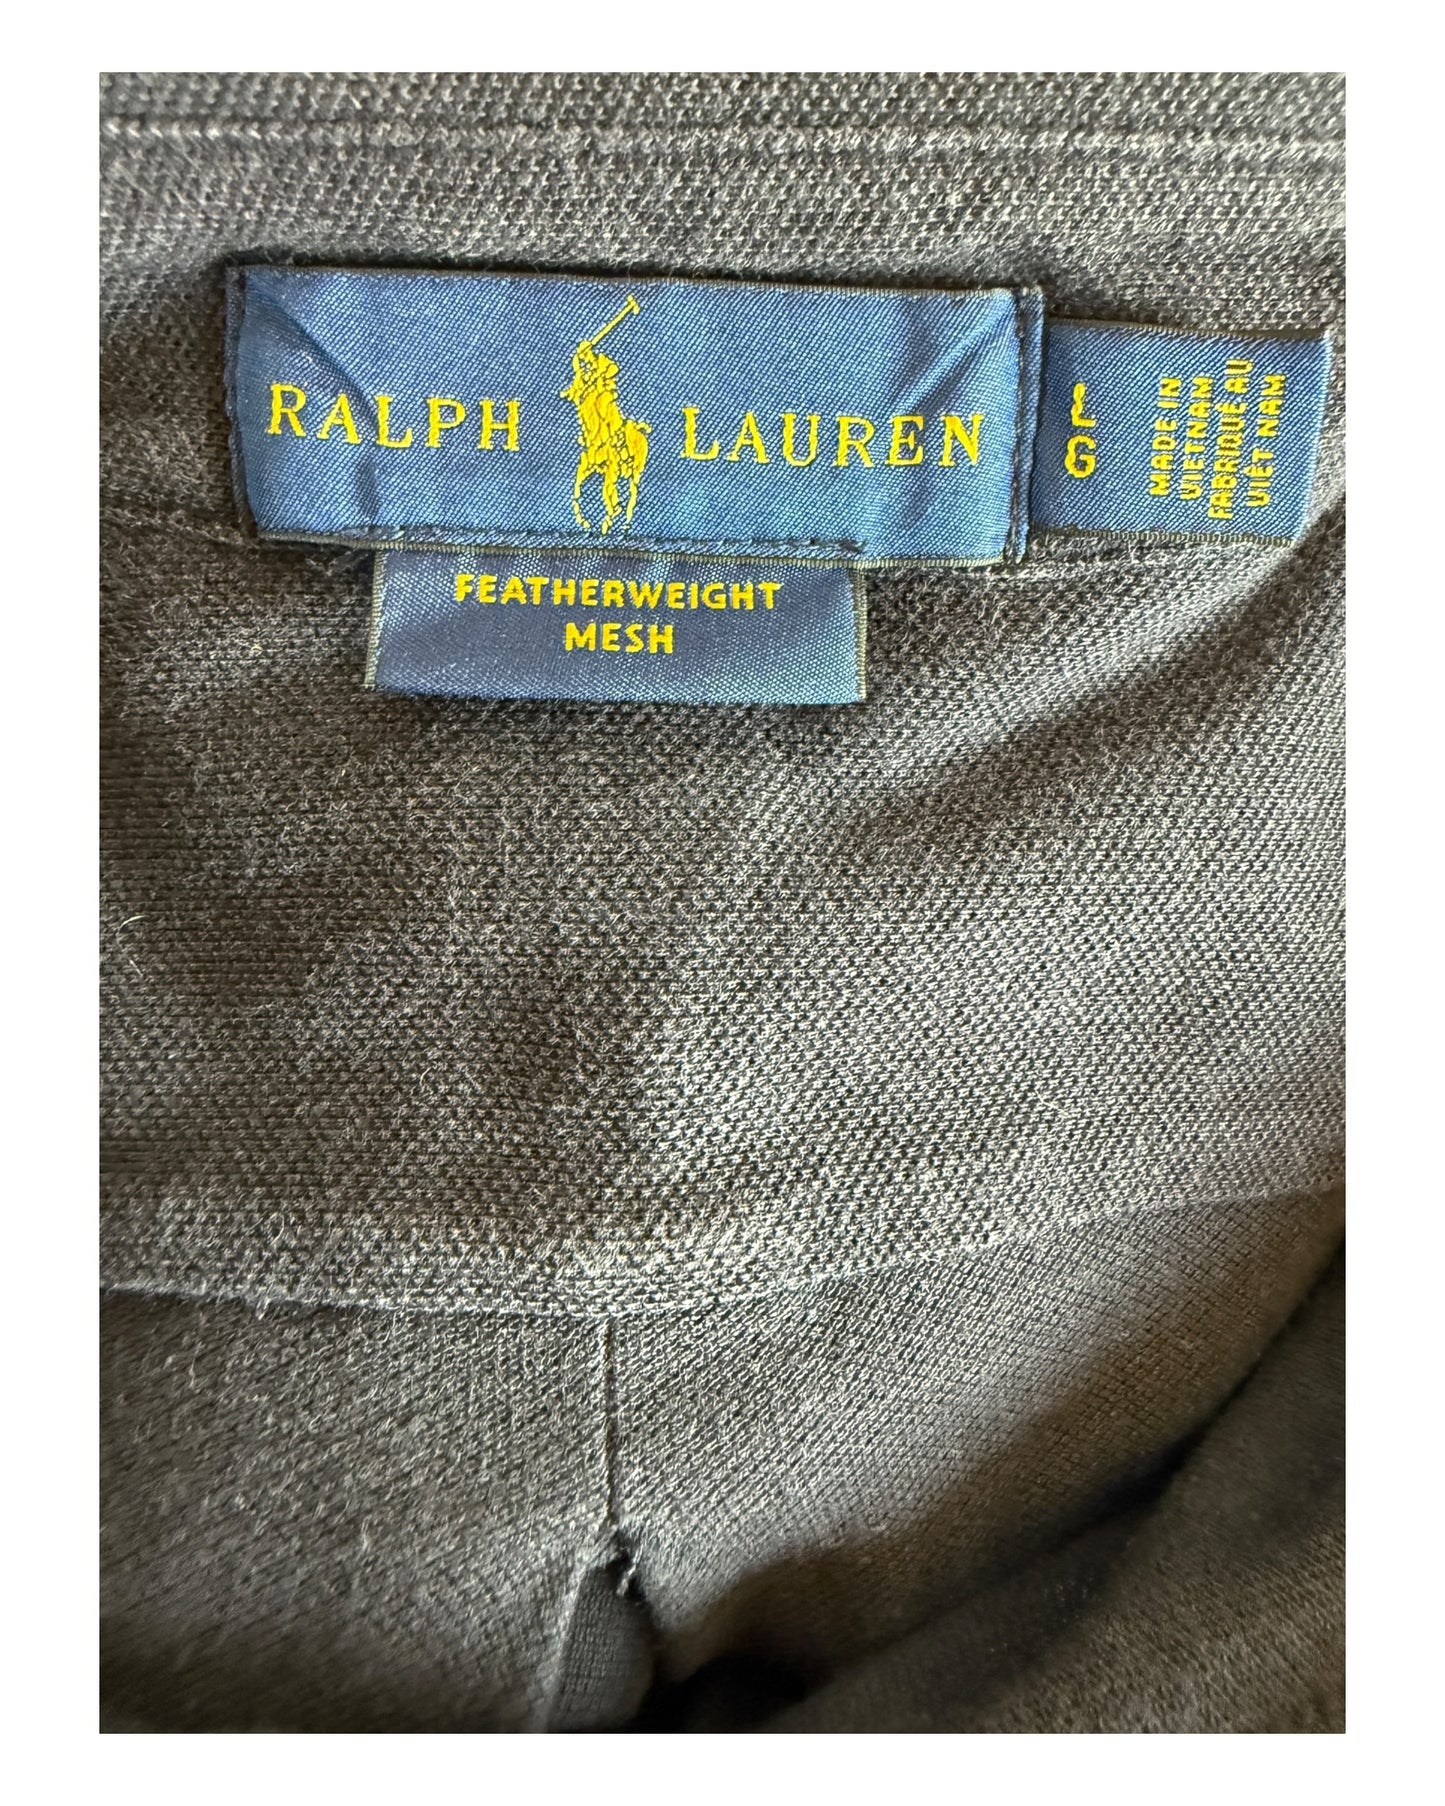 RALPH LAUREN
L
G
MADE IN
VIETNAM
FABRIQUÉ AU
VIÊT NAM
FEATHERWEIGHT
MESH